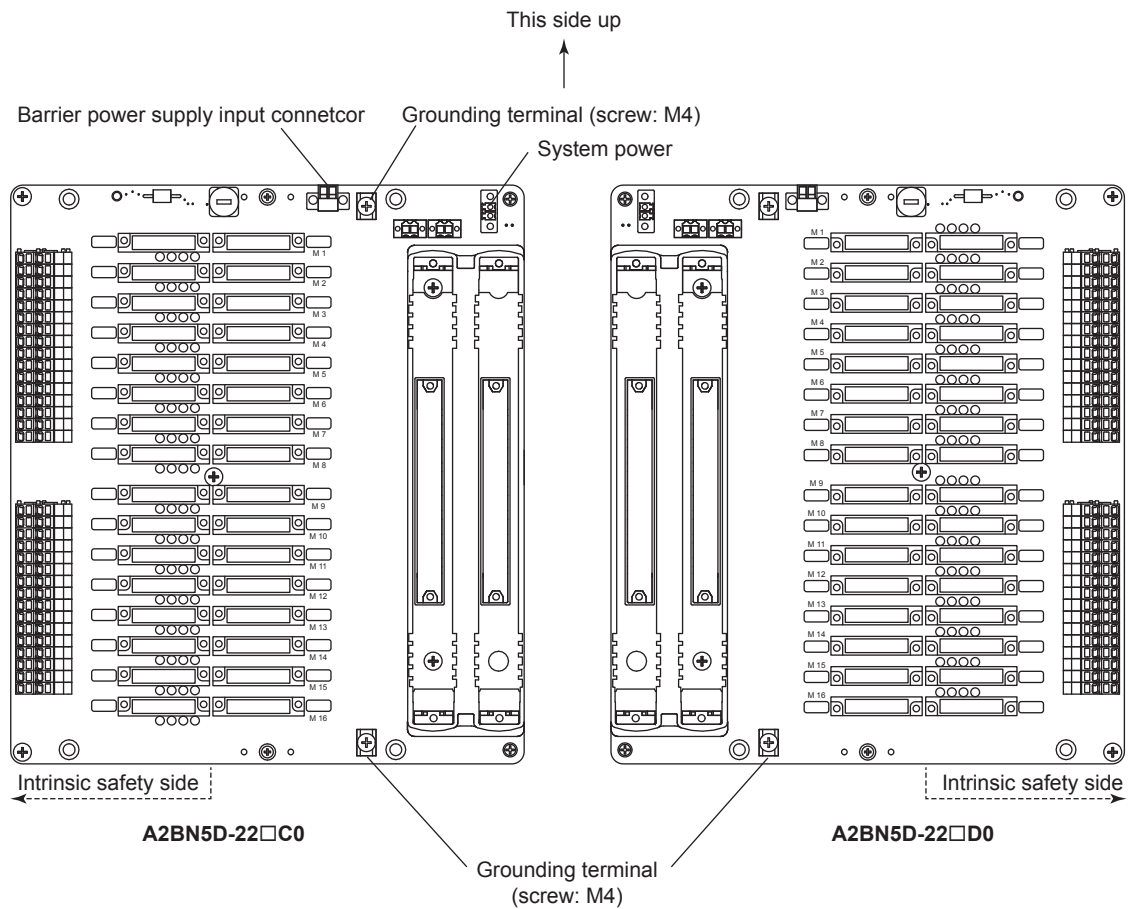 This side up
Barrier power supply input connetcor
Grounding terminal (screw: M4)
System power
M 1
M 2
M 3
M 4
M 5
M 6
M 7
M 8
M 9
M 10
M 11
M 12
M 13
M 14
M 15
M 16
M 1
M 2
M 3
M 4
M 5
M 6
M 7
M 8
M 9
M 10
M 11
M 12
M 13
M 14
M 15
M 16
Intrinsic safety side
Intrinsic safety side
A2BN5D-22□C0
A2BN5D-22□D0
Grounding terminal
(screw: M4)